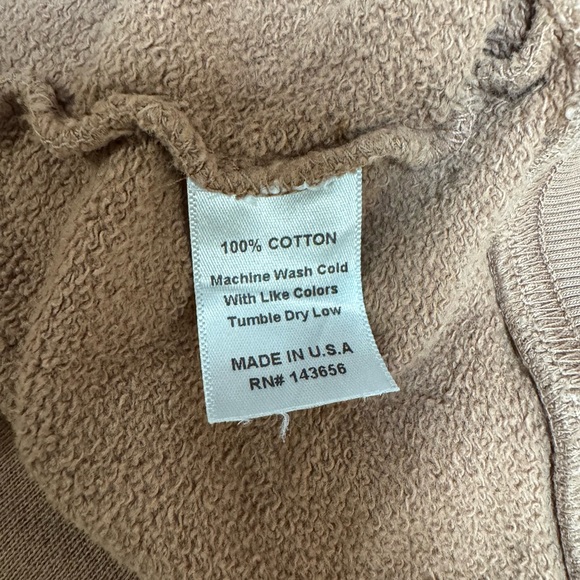 100% COTTON
Machine Wash Cold
With Like Colors
Tumble Dry Low
MADE IN U.S.A
RN# 143656